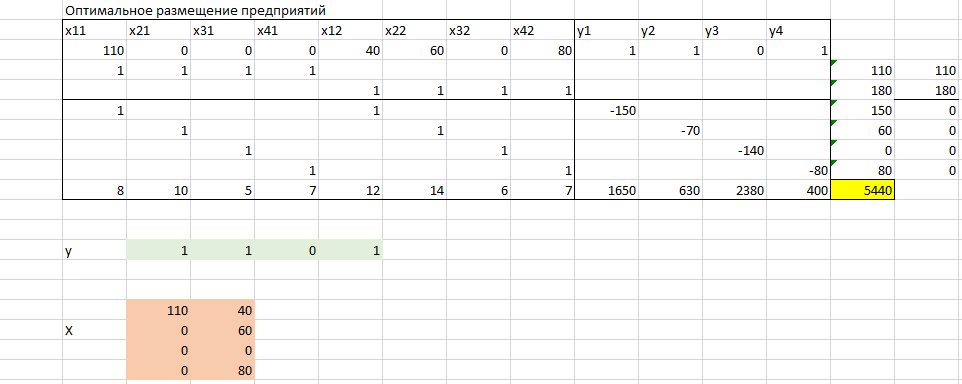 Оптимальное размещение предприятий
x11 x21 x31 x41 x12 x22 x32 x42 y1 y2 y3 y4
110 0 0 0 40 60 0 80 1 1 0 1
1 1 1 1 110 110
1 1 1 1 180 180
1 1 -150 150 0
1 1 -70 60 0
1 1 -140 0 0
1 1 -80 80 0
8 10 5 7 12 14 6 7 1650 630 2380 400 5440
y 1 1 0 1
110 40
X 0 60
0 0
0 80